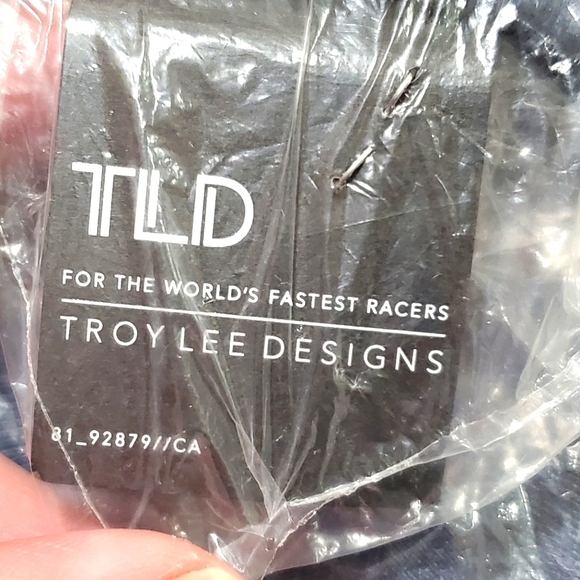 TLD
FOR THE WORLD'S FASTEST RACERS
TROY LEE DESIGNS
81_92879//CA